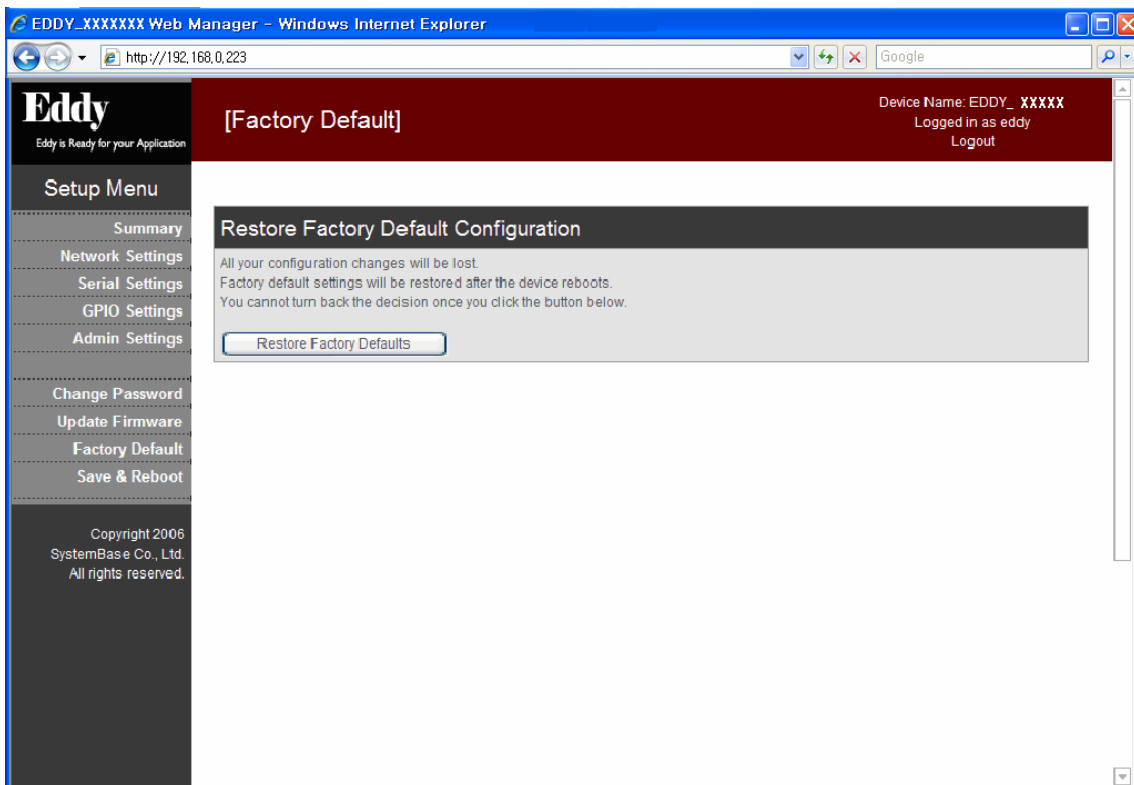 EDDY_XXXXXXX Web Manager - Windows Internet Explorer
http://192,168,0,223
Google
Eddy
Eddy is Ready for your Application
[Factory Default]
Device Name: EDDY_ XXXXX
Logged in as eddy
Logout
Setup Menu
Summary
Network Settings
Serial Settings
GPIO Settings
Admin Settings
Change Password
Update Firmware
Factory Default
Save & Reboot
Copyright 2006
SystemBase Co., Ltd.
All rights reserved.
Restore Factory Default Configuration
All your configuration changes will be lost.
Factory default settings will be restored after the device reboots.
You cannot turn back the decision once you click the button below.
Restore Factory Defaults